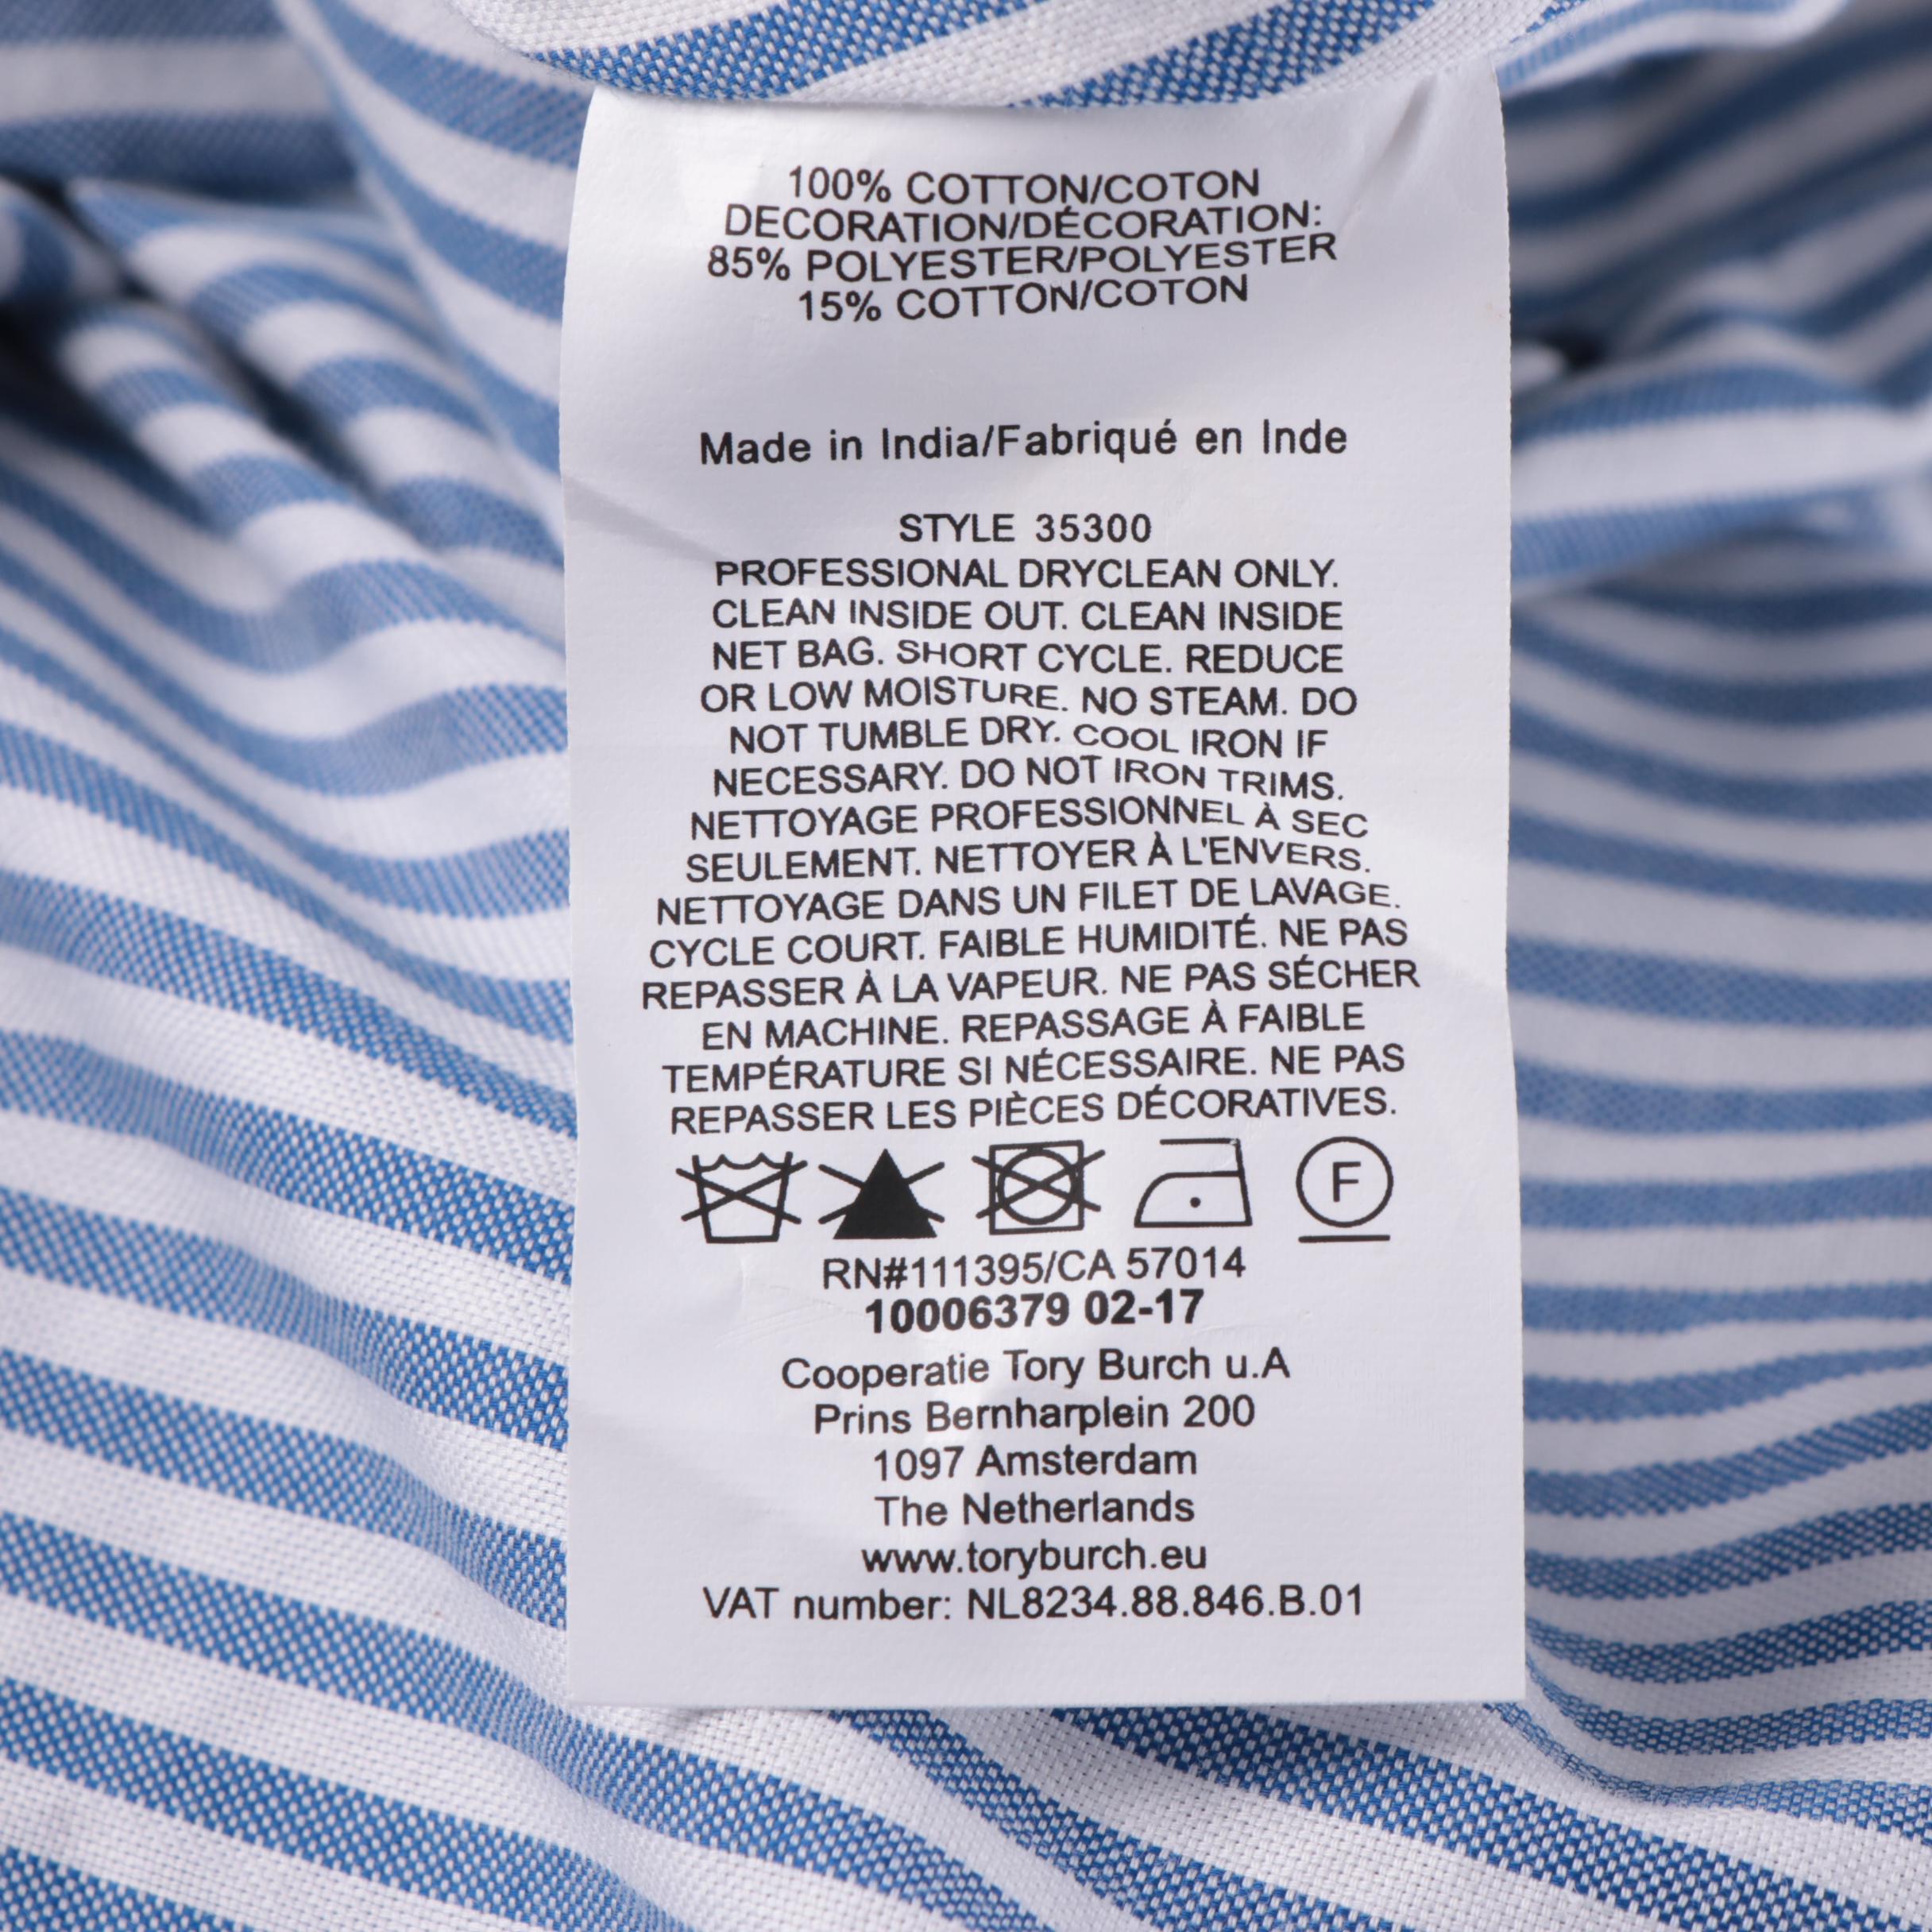 100% COTTON/COTON
DECORATION/DÉCORATION:
85% POLYESTER/POLYESTER
15% COTTON/COTON
Made in India/Fabriqué en Inde
STYLE 35300
PROFESSIONAL DRYCLEAN ONLY.
CLEAN INSIDE OUT. CLEAN INSIDE
NET BAG. SHORT CYCLE. REDUCE
OR LOW MOISTURE. NO STEAM. DO
NOT TUMBLE DRY. COOL IRON IF
NECESSARY. DO NOT IRON TRIMS.
NETTOYAGE PROFESSIONNEL À SEC
SEULEMENT. NETTOYER À L'ENVERS.
NETTOYAGE DANS UN FILET DE LAVAGE.
CYCLE COURT. FAIBLE HUMIDITÉ. NE PAS
REPASSER À LA VAPEUR. NE PAS SÉCHER
EN MACHINE. REPASSAGE À FAIBLE
TEMPÉRATURE SI NÉCESSAIRE. NE PAS
REPASSER LES PIÈCES DÉCORATIVES.
F
RN#111395/CA 57014
10006379 02-17
Cooperatie Tory Burch u.A
Prins Bernharplein 200
1097 Amsterdam
The Netherlands
www.toryburch.eu
VAT number: NL8234.88.846.B.01